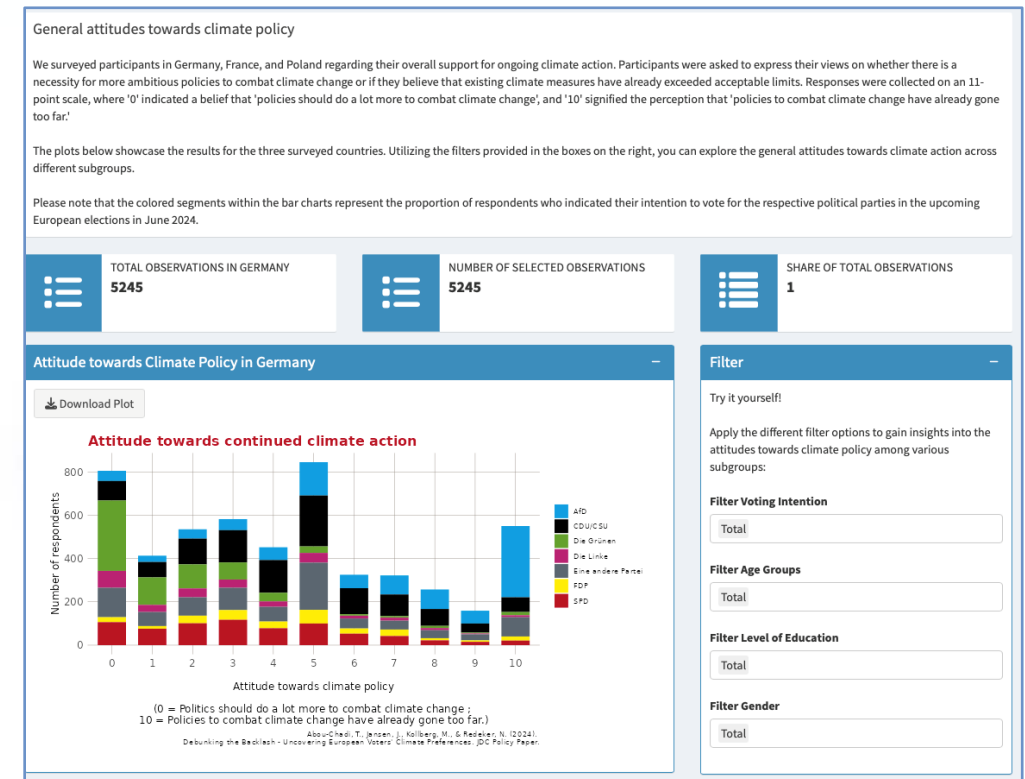 General attitudes towards climate policy
We surveyed participants in Germany, France, and Poland regarding their overall support for ongoing climate action. Participants were asked to express their views on whether there is a
necessity for more ambitious policies to combat climate change or if they believe that existing climate measures have already exceeded acceptable limits. Responses were collected on an 11-
point scale, where '0' indicated a belief that 'policies should do a lot more to combat climate change', and '10' signified the perception that 'policies to combat climate change have already gone
too far.'
The plots below showcase the results for the three surveyed countries. Utilizing the filters provided in the boxes on the right, you can explore the general attitudes towards climate action across
different subgroups.
Please note that the colored segments within the bar charts represent the proportion of respondents who indicated their intention to vote for the respective political parties in the upcoming
European elections in June 2024.
TOTAL OBSERVATIONS IN GERMANY
5245
NUMBER OF SELECTED OBSERVATIONS
5245
SHARE OF TOTAL OBSERVATIONS
1
Attitude towards Climate Policy in Germany
Download Plot
Attitude towards continued climate action
Number of respondents
800
600
400
200
0
0 1 2 3 4 5 6 7 8 9 10
Attitude towards climate policy
AfD
CDU/CSU
Die Grünen
Die Linke
Eine andere Partei
FDP
SPD
(0 = Politics should do a lot more to combat climate change ;
10 = Policies to combat climate change have already gone too far.)
Abou-Chadi, T., Jansen, J., Kollberg, M., & Redeker, N. (2024).
Debunking the Backlash - Uncovering European Voters' Climate Preferences. JDC Policy Paper.
Filter
Try it yourself!
Apply the different filter options to gain insights into the
attitudes towards climate policy among various
subgroups:
Filter Voting Intention
Total
Filter Age Groups
Total
Filter Level of Education
Total
Filter Gender
Total